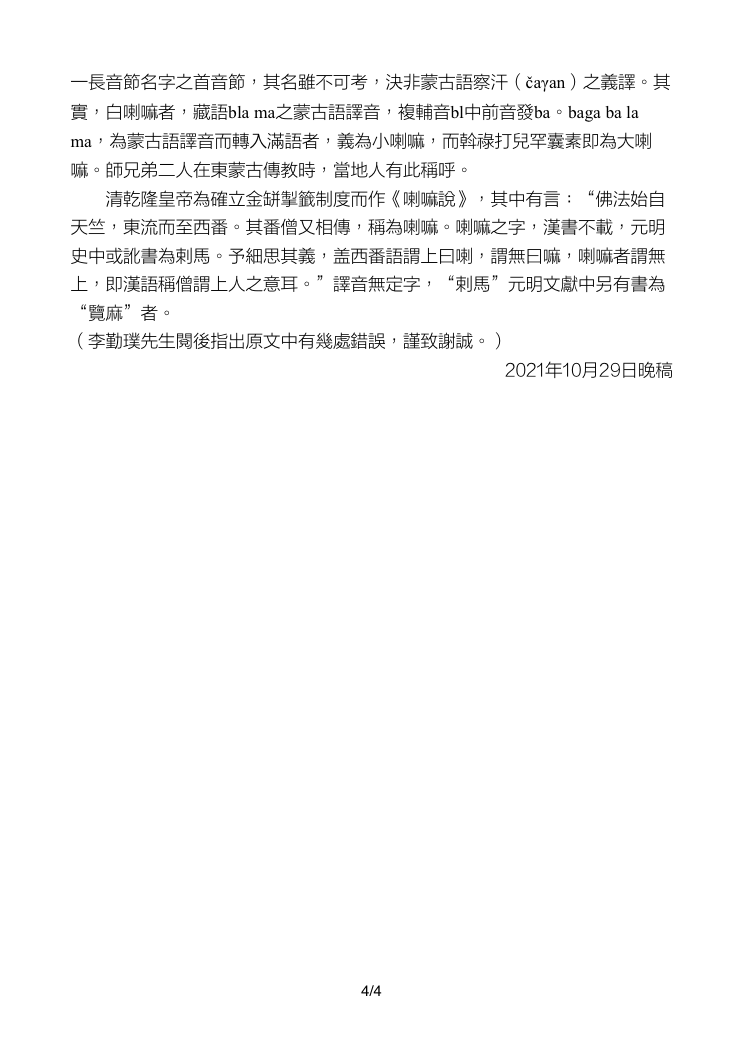 一長音節名字之首音節，其名雖不可考，決非蒙古語察汗（čaγan）之義譯。其
實，白喇嘛者，藏語bla ma之蒙古語譯音，複輔音bl中前音發ba。baga ba la
ma，為蒙古語譯音而轉入滿語者，義為小喇嘛，而斡祿打兒罕囊素即為大喇
嘛。師兄弟二人在東蒙古傳教時，當地人有此稱呼。
清乾隆皇帝為確立金缾掣籤制度而作《喇嘛說》，其中有言：“佛法始自
天竺，東流而至西番。其番僧又相傳，稱為喇嘛。喇嘛之字，漢書不載，元明
史中或訛書為剌馬。予細思其義，盖西番語謂上曰喇，謂無曰嘛，喇嘛者謂無
上，即漢語稱僧謂上人之意耳。”譯音無定字，“剌馬”元明文獻中另有書為
“覽麻”者。
（李勤璞先生閱後指出原文中有幾處錯誤，謹致謝誠。）
2021年10月29日晚稿
4/4